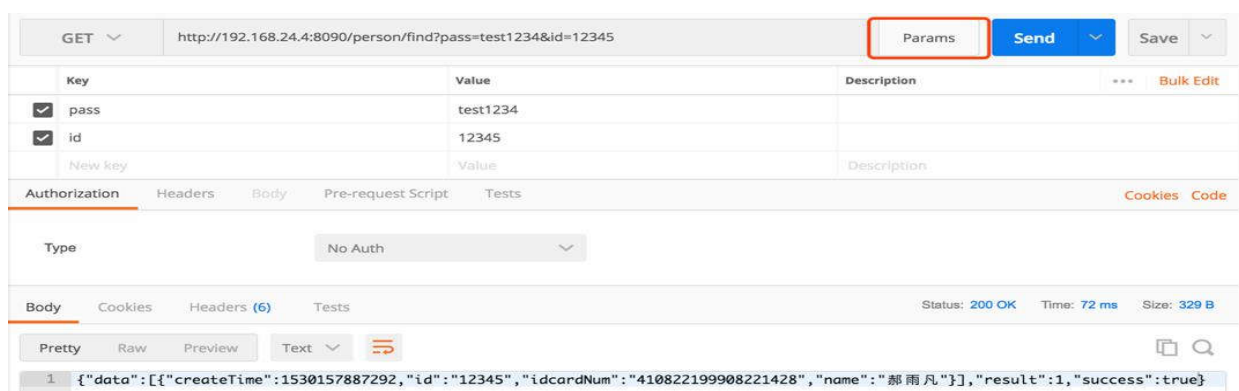 GET http://192.168.24.4:8090/person/find?pass=test1234&id=12345 Params Send Save
Key Value Description ••• Bulk Edit
pass test1234
id 12345
New key Value Description
Authorization Headers Body Pre-request Script Tests Cookies Code
Type No Auth
Body Cookies Headers (6) Tests Status: 200 OK Time: 72 ms Size: 329 B
Pretty Raw Preview Text
1 {"data":[{"createTime":1530157887292,"id":"12345","idcardNum":"410822199908221428","name":"郝雨凡"}],"result":1,"success":true}